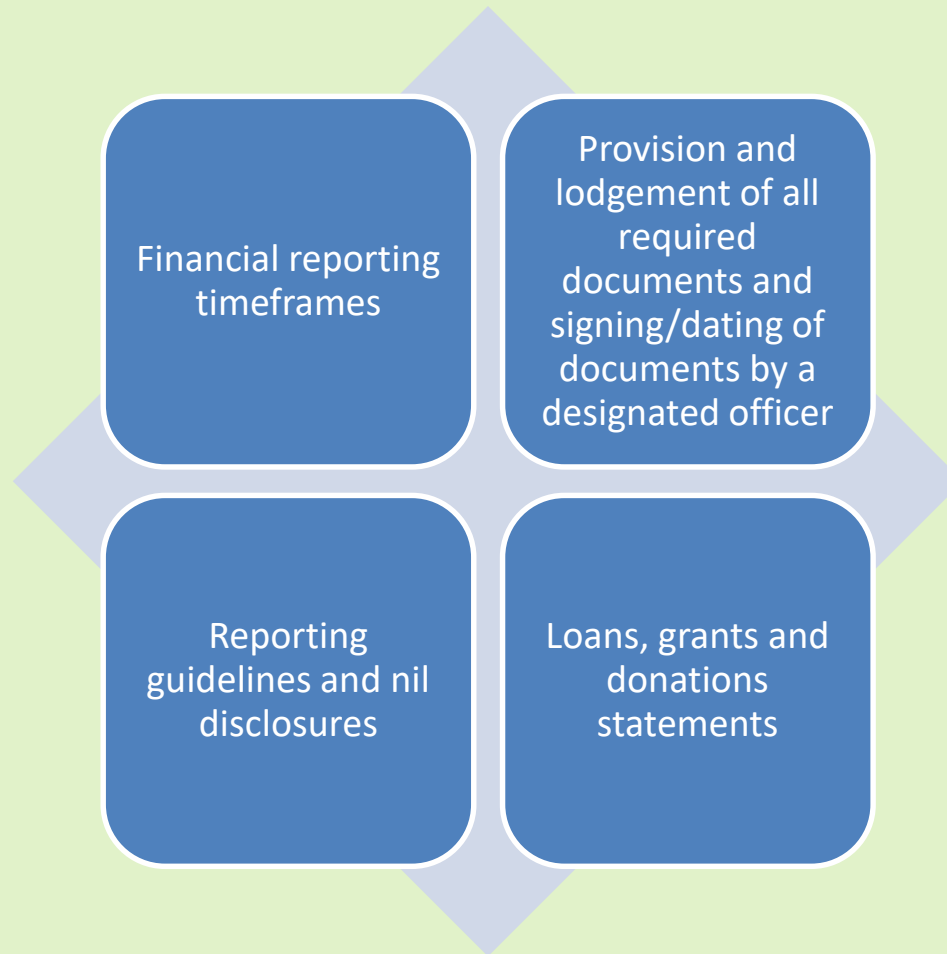 Financial reporting
timeframes
Provision and
lodgement of all
required
documents and
signing/dating of
documents by a
designated officer
Reporting
guidelines and nil
disclosures
Loans, grants and
donations
statements